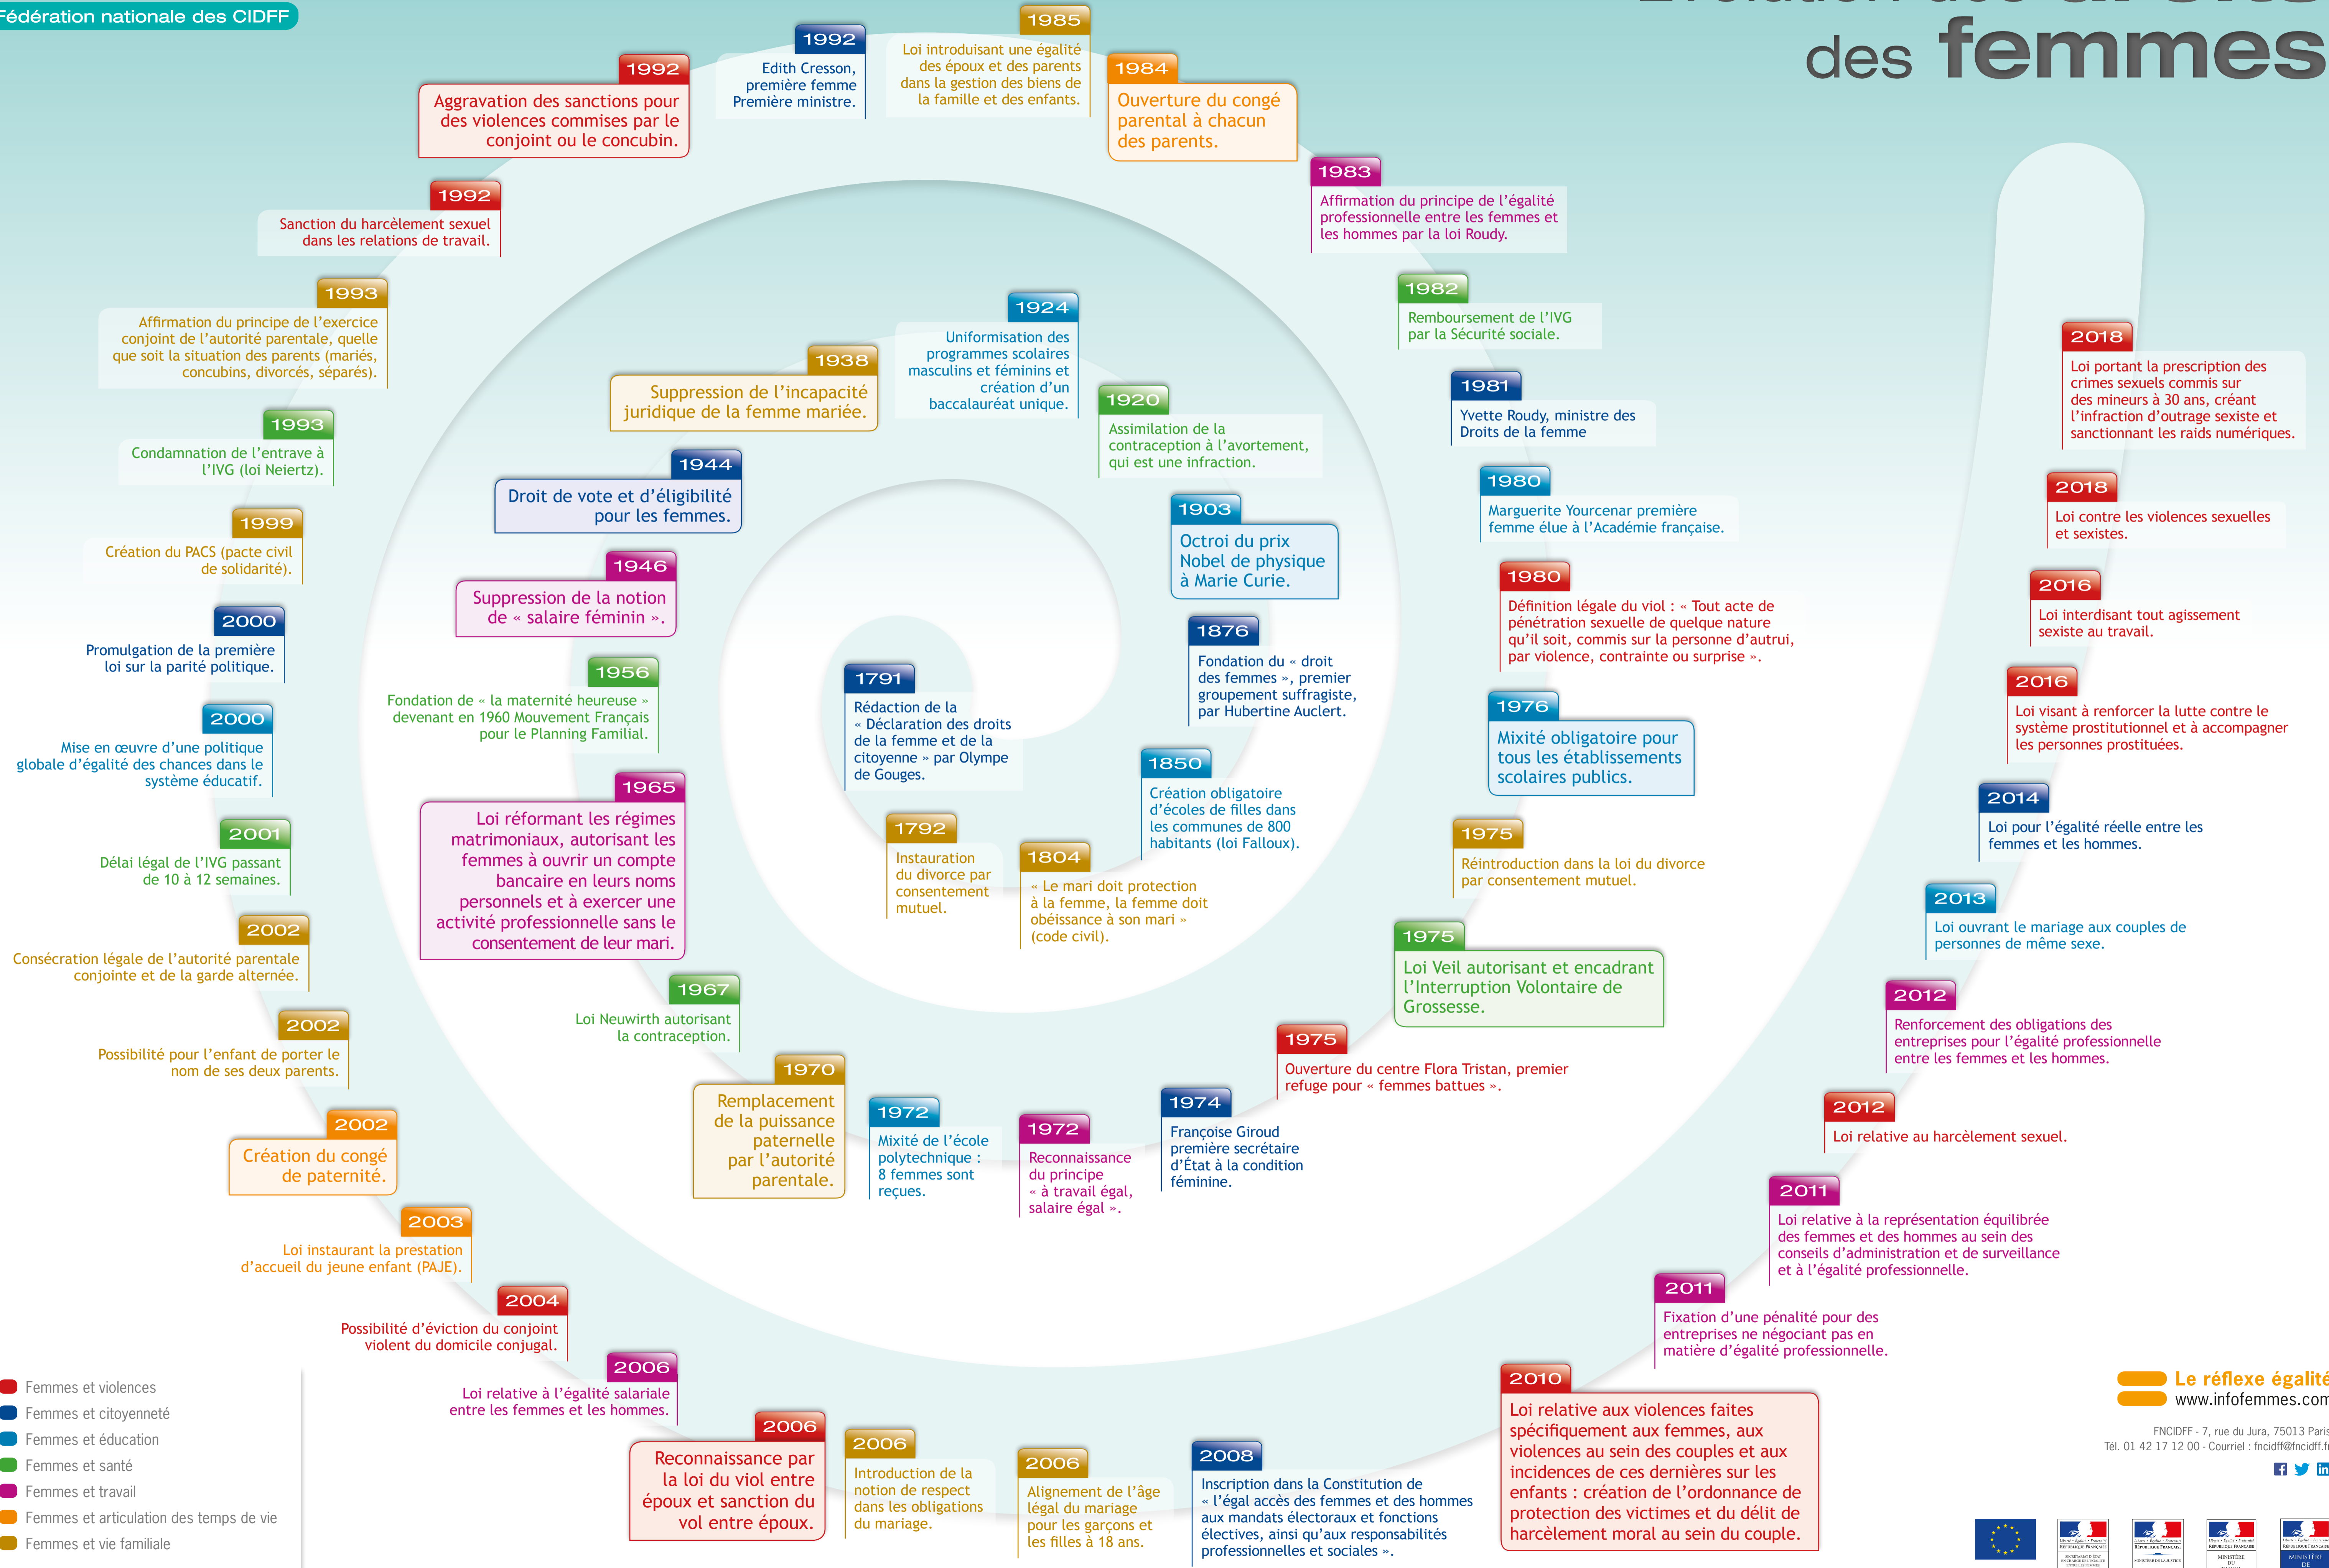 Fédération nationale des CIDFF
des femmes
1791
Rédaction de la
« Déclaration des droits
de la femme et de la
citoyenne » par Olympe
de Gouges.
1792
Instauration
du divorce par
consentement
mutuel.
1804
« Le mari doit protection
à la femme, la femme doit
obéissance à son mari »
(code civil).
1850
Création obligatoire
d’écoles de filles dans
les communes de 800
habitants (loi Falloux).
1876
Fondation du « droit
des femmes », premier
groupement suffragiste,
par Hubertine Auclert.
1903
Octroi du prix
Nobel de physique
à Marie Curie.
1920
Assimilation de la
contraception à l’avortement,
qui est une infraction.
1924
Uniformisation des
programmes scolaires
masculins et féminins et
création d’un
baccalauréat unique.
1938
Suppression de l’incapacité
juridique de la femme mariée.
1944
Droit de vote et d’éligibilité
pour les femmes.
1946
Suppression de la notion
de « salaire féminin ».
1956
Fondation de « la maternité heureuse »
devenant en 1960 Mouvement Français
pour le Planning Familial.
1965
Loi réformant les régimes
matrimoniaux, autorisant les
femmes à ouvrir un compte
bancaire en leurs noms
personnels et à exercer une
activité professionnelle sans le
consentement de leur mari.
1967
Loi Neuwirth autorisant
la contraception.
1970
Remplacement
de la puissance
paternelle
par l’autorité
parentale.
1972
Mixité de l’école
polytechnique :
8 femmes sont
reçues.
1972
Reconnaissance
du principe
« à travail égal,
salaire égal ».
1974
Françoise Giroud
première secrétaire
d’État à la condition
féminine.
1975
Ouverture du centre Flora Tristan, premier
refuge pour « femmes battues ».
1975
Loi Veil autorisant et encadrant
l’Interruption Volontaire de
Grossesse.
1975
Réintroduction dans la loi du divorce
par consentement mutuel.
1976
Mixité obligatoire pour
tous les établissements
scolaires publics.
1980
Définition légale du viol : « Tout acte de
pénétration sexuelle de quelque nature
qu’il soit, commis sur la personne d’autrui,
par violence, contrainte ou surprise ».
1980
Marguerite Yourcenar première
femme élue à l’Académie française.
1981
Yvette Roudy, ministre des
Droits de la femme
1982
Remboursement de l’IVG
par la Sécurité sociale.
1983
Affirmation du principe de l’égalité
professionnelle entre les femmes et
les hommes par la loi Roudy.
1984
Ouverture du congé
parental à chacun
des parents.
1985
Loi introduisant une égalité
des époux et des parents
dans la gestion des biens de
la famille et des enfants.
1992
Edith Cresson,
première femme
Première ministre.
1992
Aggravation des sanctions pour
des violences commises par le
conjoint ou le concubin.
1992
Sanction du harcèlement sexuel
dans les relations de travail.
1993
Affirmation du principe de l’exercice
conjoint de l’autorité parentale, quelle
que soit la situation des parents (mariés,
concubins, divorcés, séparés).
1993
Condamnation de l’entrave à
l’IVG (loi Neiertz).
1999
Création du PACS (pacte civil
de solidarité).
2000
Promulgation de la première
loi sur la parité politique.
2000
Mise en œuvre d’une politique
globale d’égalité des chances dans le
système éducatif.
2001
Délai légal de l’IVG passant
de 10 à 12 semaines.
2002
Consécration légale de l’autorité parentale
conjointe et de la garde alternée.
2002
Possibilité pour l’enfant de porter le
nom de ses deux parents.
2002
Création du congé
de paternité.
2003
Loi instaurant la prestation
d’accueil du jeune enfant (PAJE).
2004
Possibilité d’éviction du conjoint
violent du domicile conjugal.
2006
Loi relative à l’égalité salariale
entre les femmes et les hommes.
2006
Reconnaissance par
la loi du viol entre
époux et sanction du
vol entre époux.
2006
Introduction de la
notion de respect
dans les obligations
du mariage.
2006
Alignement de l’âge
légal du mariage
pour les garçons et
les filles à 18 ans.
2008
Inscription dans la Constitution de
« l’égal accès des femmes et des hommes
aux mandats électoraux et fonctions
électives, ainsi qu’aux responsabilités
professionnelles et sociales ».
2010
Loi relative aux violences faites
spécifiquement aux femmes, aux
violences au sein des couples et aux
incidences de ces dernières sur les
enfants : création de l’ordonnance de
protection des victimes et du délit de
harcèlement moral au sein du couple.
2011
Fixation d’une pénalité pour des
entreprises ne négociant pas en
matière d’égalité professionnelle.
2011
Loi relative à la représentation équilibrée
des femmes et des hommes au sein des
conseils d’administration et de surveillance
et à l’égalité professionnelle.
2012
Loi relative au harcèlement sexuel.
2012
Renforcement des obligations des
entreprises pour l’égalité professionnelle
entre les femmes et les hommes.
2013
Loi ouvrant le mariage aux couples de
personnes de même sexe.
2014
Loi pour l’égalité réelle entre les
femmes et les hommes.
2016
Loi visant à renforcer la lutte contre le
système prostitutionnel et à accompagner
les personnes prostituées.
2016
Loi interdisant tout agissement
sexiste au travail.
2018
Loi contre les violences sexuelles
et sexistes.
2018
Loi portant la prescription des
crimes sexuels commis sur
des mineurs à 30 ans, créant
l’infraction d’outrage sexiste et
sanctionnant les raids numériques.
Femmes et violences
Femmes et citoyenneté
Femmes et éducation
Femmes et santé
Femmes et travail
Femmes et articulation des temps de vie
Femmes et vie familiale
Le réflexe égalité
www.infofemmes.com
FNCIDFF - 7, rue du Jura, 75013 Paris
Tél. 01 42 17 12 00 - Courriel : fncidff@fncidff.fr
RÉPUBLIQUE FRANÇAISE
RÉPUBLIQUE FRANÇAISE
MINISTÈRE DE LA JUSTICE
RÉPUBLIQUE FRANÇAISE
MINISTÈRE
DU
RÉPUBLIQUE FRANÇAISE
MINISTÈRE
DE